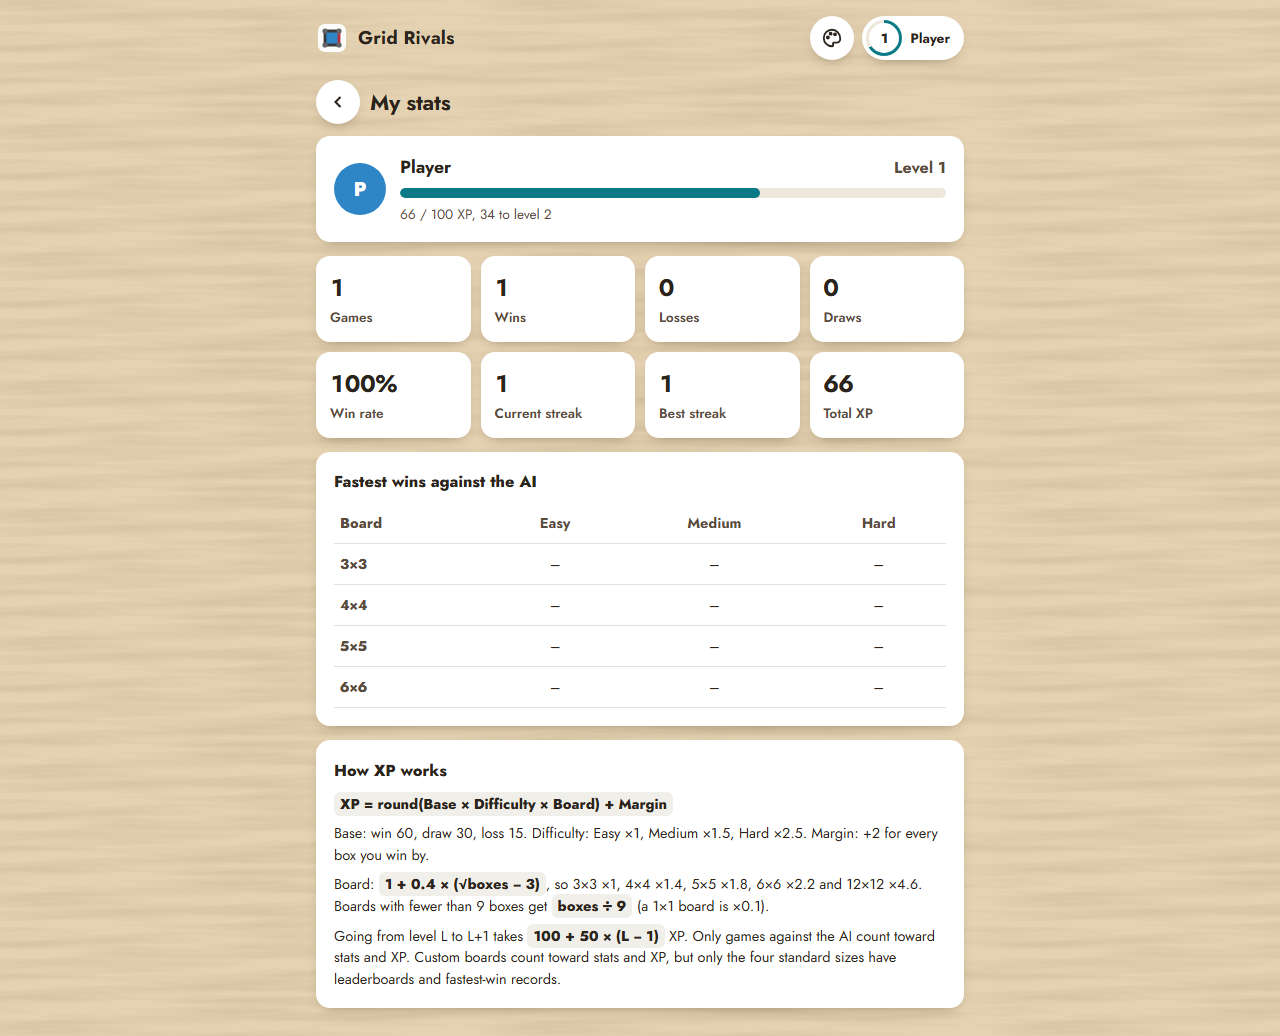 Grid Rivals
1
Player
My stats
P
Player
Level 1
66 / 100 XP, 34 to level 2
1
Games
1
Wins
0
Losses
0
Draws
100%
Win rate
1
Current streak
1
Best streak
66
Total XP
Fastest wins against the AI
Board Easy Medium Hard
3×3 – – –
4×4 – – –
5×5 – – –
6×6 – – –
How XP works
XP = round(Base × Difficulty × Board) + Margin
Base: win 60, draw 30, loss 15. Difficulty: Easy ×1, Medium ×1.5, Hard ×2.5. Margin: +2 for every
box you win by.
Board: 1 + 0.4 × (√boxes − 3) , so 3×3 ×1, 4×4 ×1.4, 5×5 ×1.8, 6×6 ×2.2 and 12×12 ×4.6.
Boards with fewer than 9 boxes get boxes ÷ 9 (a 1×1 board is ×0.1).
Going from level L to L+1 takes 100 + 50 × (L − 1) XP. Only games against the AI count toward
stats and XP. Custom boards count toward stats and XP, but only the four standard sizes have
leaderboards and fastest-win records.